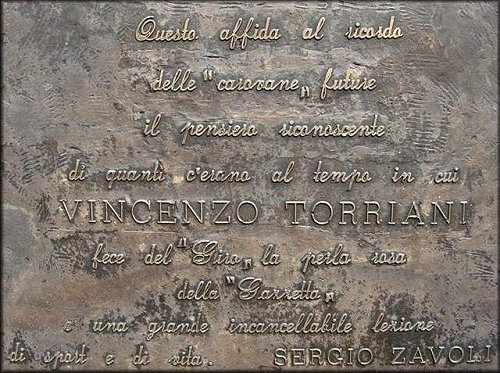 Questo affida al ricordo
delle "carovane" future
il pensiero riconoscente
di quanti c'erano al tempo in cui
VINCENZO TORRIANI
fece del "Giro" la perla rosa
della "Gazzetta"
e una grande incancellabile lezione
di sport e di vita. SERGIO ZAVOLI